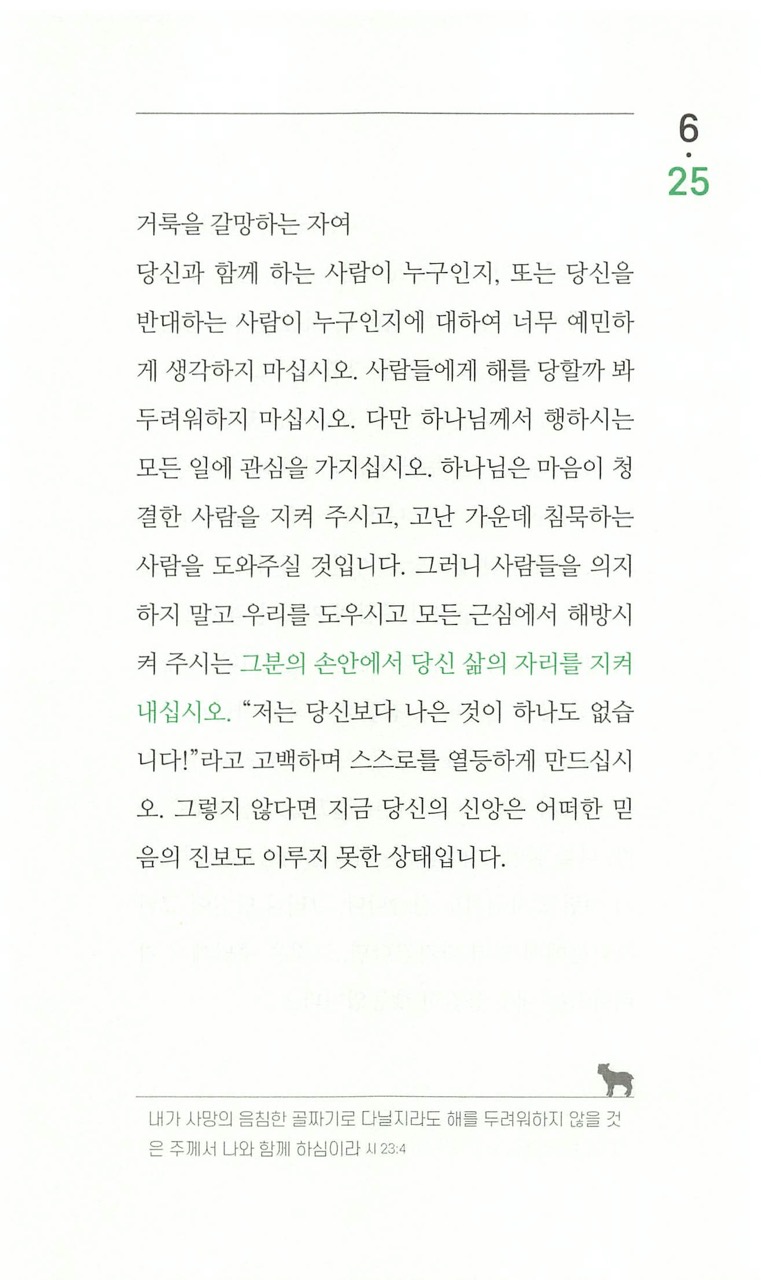 6
·
25
거룩을 갈망하는 자여
당신과 함께 하는 사람이 누구인지, 또는 당신을
반대하는 사람이 누구인지에 대하여 너무 예민하
게 생각하지 마십시오. 사람들에게 해를 당할까 봐
두려워하지 마십시오. 다만 하나님께서 행하시는
모든 일에 관심을 가지십시오. 하나님은 마음이 청
결한 사람을 지켜 주시고, 고난 가운데 침묵하는
사람을 도와주실 것입니다. 그러니 사람들을 의지
하지 말고 우리를 도우시고 모든 근심에서 해방시
켜 주시는 그분의 손안에서 당신 삶의 자리를 지켜
내십시오. “저는 당신보다 나은 것이 하나도 없습
니다!”라고 고백하며 스스로를 열등하게 만드십시
오. 그렇지 않다면 지금 당신의 신앙은 어떠한 믿
음의 진보도 이루지 못한 상태입니다.
내가 사망의 음침한 골짜기로 다닐지라도 해를 두려워하지 않을 것
은 주께서 나와 함께 하심이라 시 23:4